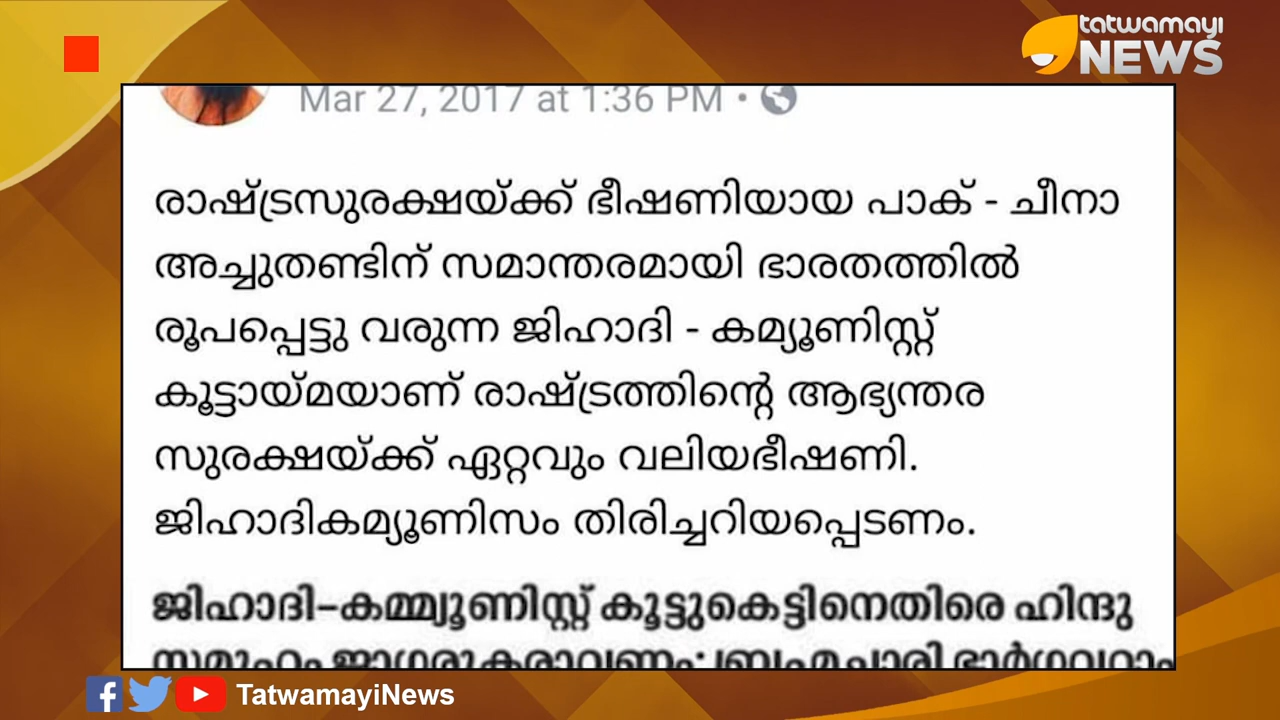 tatwamayi
NEWS
Mar 27, 2017 at 1:36 PM •
രാഷ്ട്രസുരക്ഷയ്ക്ക് ഭീഷണിയായ പാക് - ചീനാ
അച്ചുതണ്ടിന് സമാന്തരമായി ഭാരതത്തിൽ
രൂപപ്പെട്ടു വരുന്ന ജിഹാദി - കമ്യൂണിസ്റ്റ്
കൂട്ടായ്മയാണ് രാഷ്ട്രത്തിന്റെ ആഭ്യന്തര
സുരക്ഷയ്ക്ക് ഏറ്റവും വലിയഭീഷണി.
ജിഹാദികമ്യൂണിസം തിരിച്ചറിയപ്പെടണം.
ജിഹാദി–കമ്മ്യൂണിസ്റ്റ് കൂട്ടുകെട്ടിനെതിരെ ഹിന്ദു
TatwamayiNews